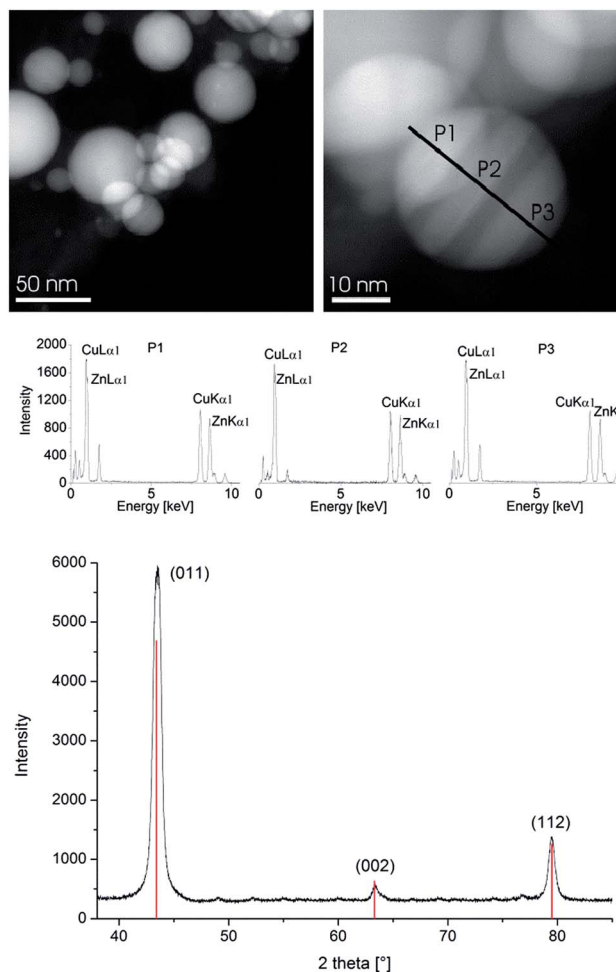 50 nm
P1
P2
P3
10 nm
P1
P2
P3
CuLα1
ZnLα1
CuKα1
ZnKα1
CuLα1
ZnLα1
CuKα1
ZnKα1
CuLα1
ZnLα1
CuKα1
ZnK
Intensity
2000
1600
1200
800
400
0
0 5 10
0 5 10
0 5
Energy [keV]
Energy [keV]
Energy [keV]
6000
5000
4000
3000
2000
1000
0
Intensity
(011)
(002)
(112)
40 50 60 70 80
2 theta [°]